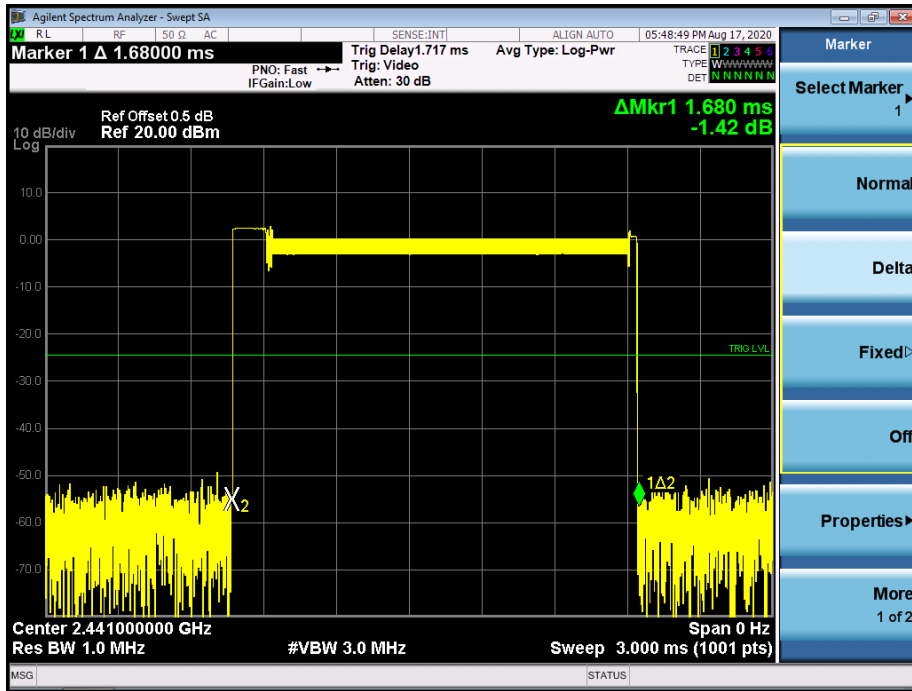 Agilent Spectrum Analyzer - Swept SA
LXI RL RF 50 Ω AC SENSE:INT ALIGN AUTO 05:48:49 PM Aug 17, 2020
Marker 1 Δ 1.68000 ms
Trig Delay1.717 ms Avg Type: Log-Pwr
TRACE 1 2 3 4 5 6
PNO: Fast Trig: Video
TYPE WWWWWW
IFGain:Low Atten: 30 dB
DET N N N N N N
ΔMkr1 1.680 ms
-1.42 dB
Ref Offset 0.5 dB
10 dB/div Ref 20.00 dBm
Log
10.0
0.00
-10.0
-20.0
TRIG LVL
-30.0
-40.0
-50.0
1Δ2
2
-60.0
-70.0
Center 2.441000000 GHz Span 0 Hz
Res BW 1.0 MHz #VBW 3.0 MHz Sweep 3.000 ms (1001 pts)
MSG STATUS
Marker
Select Marker
1
Normal
Delta
Fixed
Off
Properties
More
1 of 2